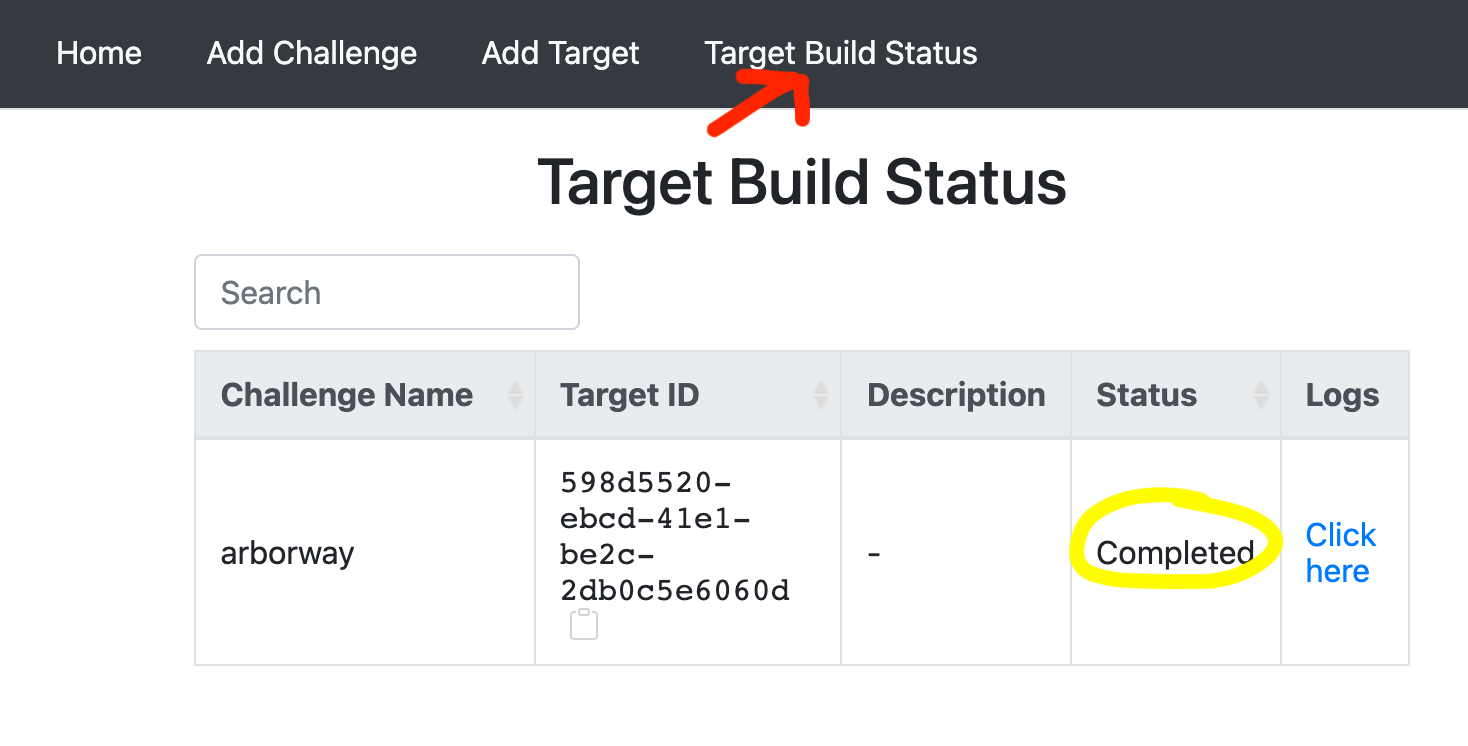 Home Add Challenge Add Target Target Build Status
Target Build Status
Search
Challenge Name Target ID Description Status Logs
arborway
598d5520-
ebcd-41e1-
be2c-
2db0c5e6060d
-
Completed
Click
here